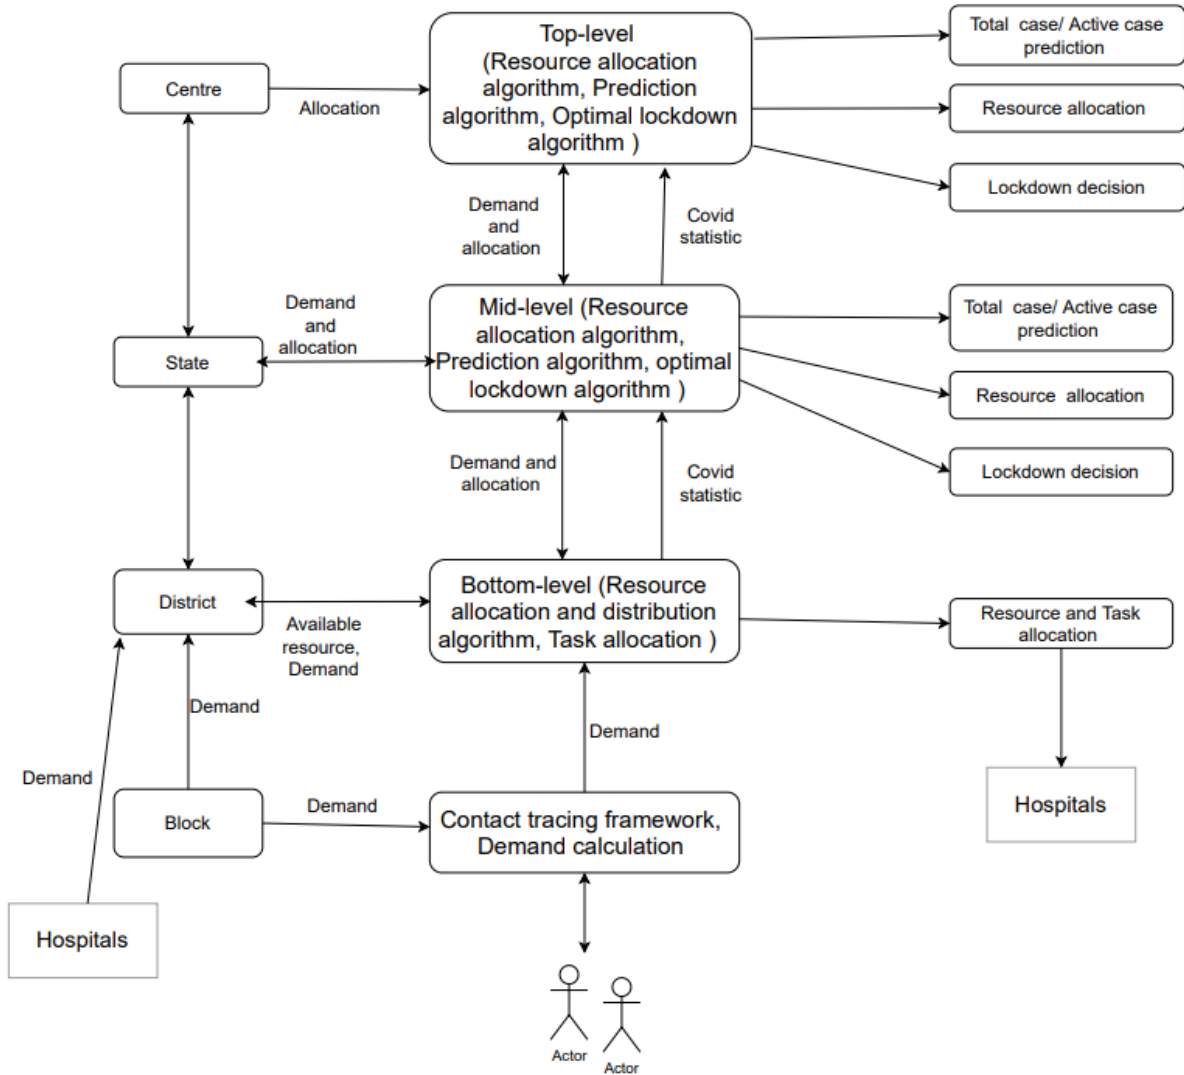 Top-level
(Resource allocation
algorithm, Prediction
algorithm, Optimal lockdown
algorithm )
Total case/ Active case
prediction
Centre
Allocation
Resource allocation
Lockdown decision
Demand
and
allocation
Covid
statistic
Demand
and
allocation
Mid-level (Resource
allocation algorithm,
Prediction algorithm, optimal
lockdown algorithm )
Total case/ Active case
prediction
State
Resource allocation
Lockdown decision
Demand and
allocation
Covid
statistic
District
Available
resource,
Demand
Bottom-level (Resource
allocation and distribution
algorithm, Task allocation )
Resource and Task
allocation
Demand
Demand
Demand
Block
Demand
Contact tracing framework,
Demand calculation
Hospitals
Hospitals
Actor
Actor